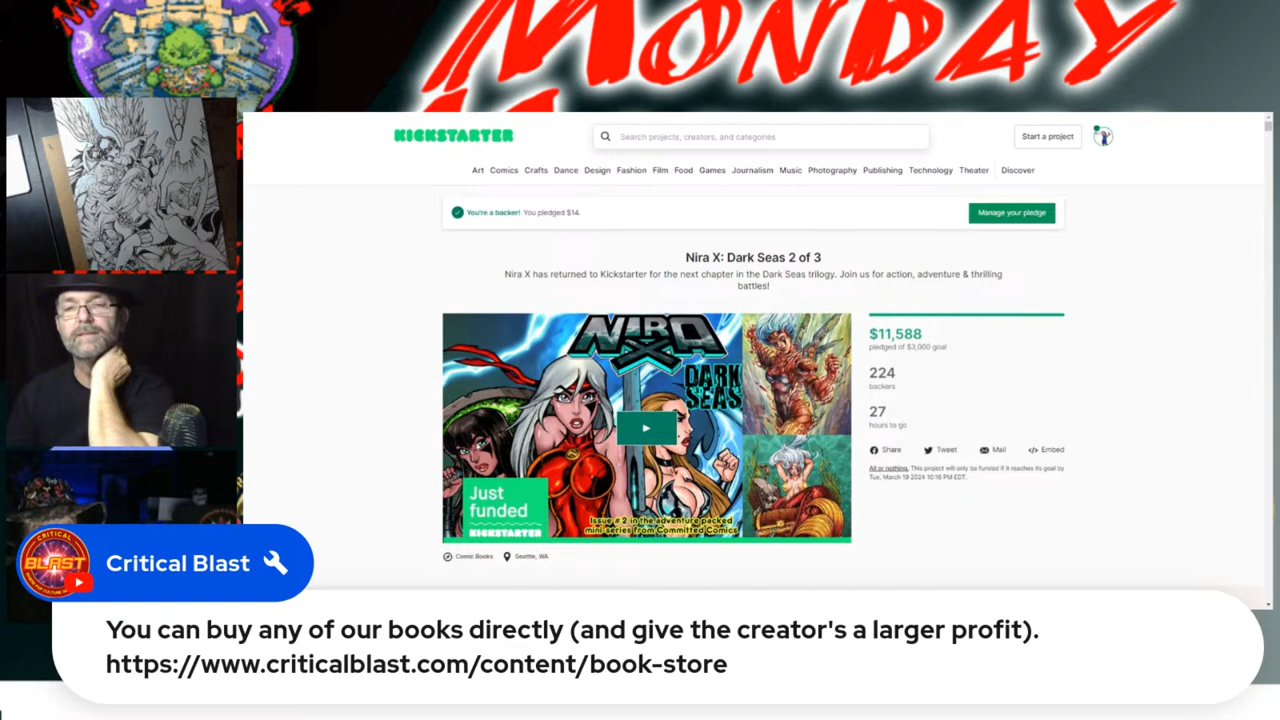 MONDAY
KICKSTARTER
Search projects, creators, and categories
Start a project
Art Comics Crafts Dance Design Fashion Film Food Games Journalism Music Photography Publishing Technology Theater Discover
You're a backer! You pledged $14.
Manage your pledge
Nira X: Dark Seas 2 of 3
Nira X has returned to Kickstarter for the next chapter in the Dark Seas trilogy. Join us for action, adventure & thrilling
battles!
NIRA X
DARK
SEAS
Just
funded
KICKSTARTER
Issue #2 in the adventure packed
mini-series from Committed Comics
$11,588
pledged of $3,000 goal
224
backers
27
hours to go
Share Tweet Mail Embed
All or nothing. This project will only be funded if it reaches its goal by
Tue, March 19 2024 10:16 PM EDT.
Comic Books Seattle, WA
CRITICAL
BLAST
Critical Blast
You can buy any of our books directly (and give the creator's a larger profit).
https://www.criticalblast.com/content/book-store